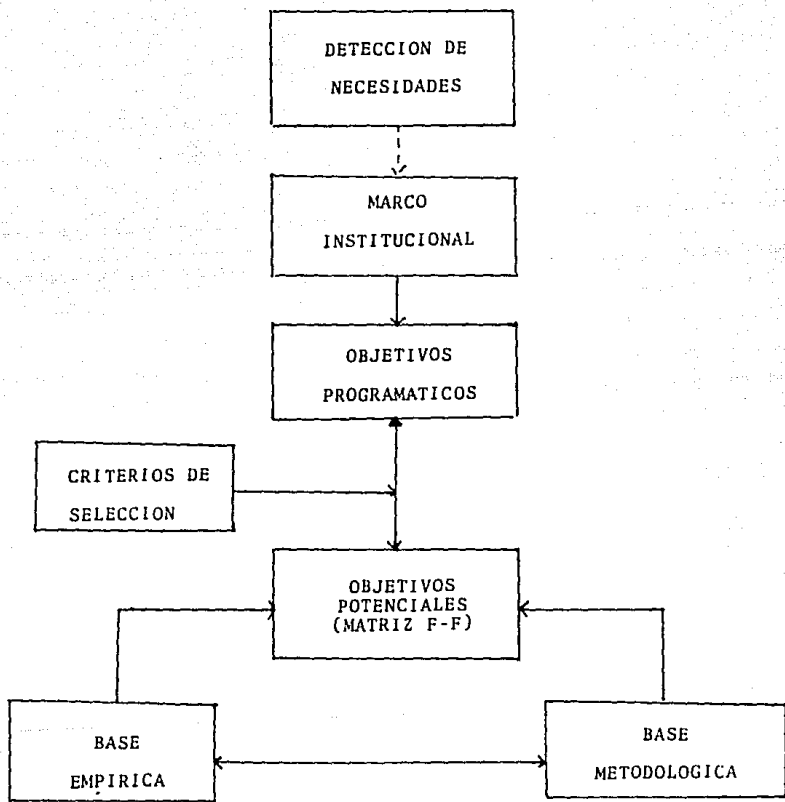 DETECCION DE
NECESIDADES
MARCO
INSTITUCIONAL
OBJETIVOS
PROGRAMATICOS
CRITERIOS DE
SELECCION
OBJETIVOS
POTENCIALES
(MATRIZ F-F)
BASE
EMPIRICA
BASE
METODOLOGICA